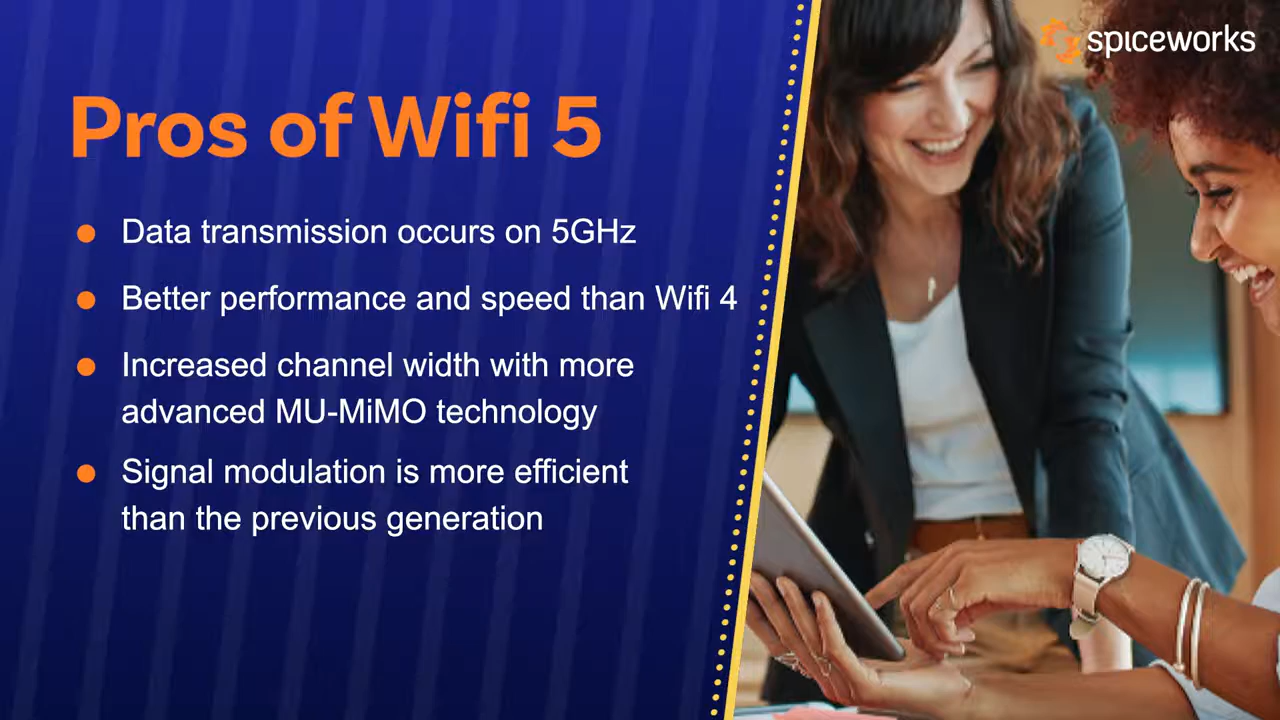 spiceworks
Pros of Wifi 5
Data transmission occurs on 5GHz
Better performance and speed than Wifi 4
Increased channel width with more
advanced MU-MiMO technology
Signal modulation is more efficient
than the previous generation